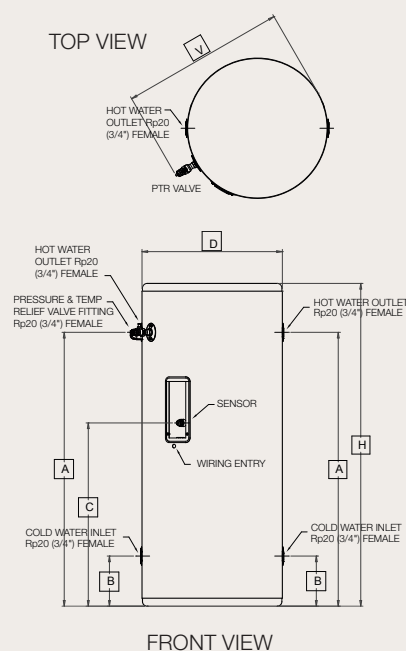 TOP VIEW
V
HOT WATER
OUTLET Rp20
(3/4") FEMALE
PTR VALVE
HOT WATER
OUTLET Rp20
(3/4") FEMALE
D
PRESSURE & TEMP
RELIEF VALVE FITTING
Rp20 (3/4") FEMALE
HOT WATER OUTLET
Rp20 (3/4") FEMALE
SENSOR
H
WIRING ENTRY
A
A
C
COLD WATER INLET
Rp20 (3/4") FEMALE
COLD WATER INLET
Rp20 (3/4") FEMALE
B
B
FRONT VIEW